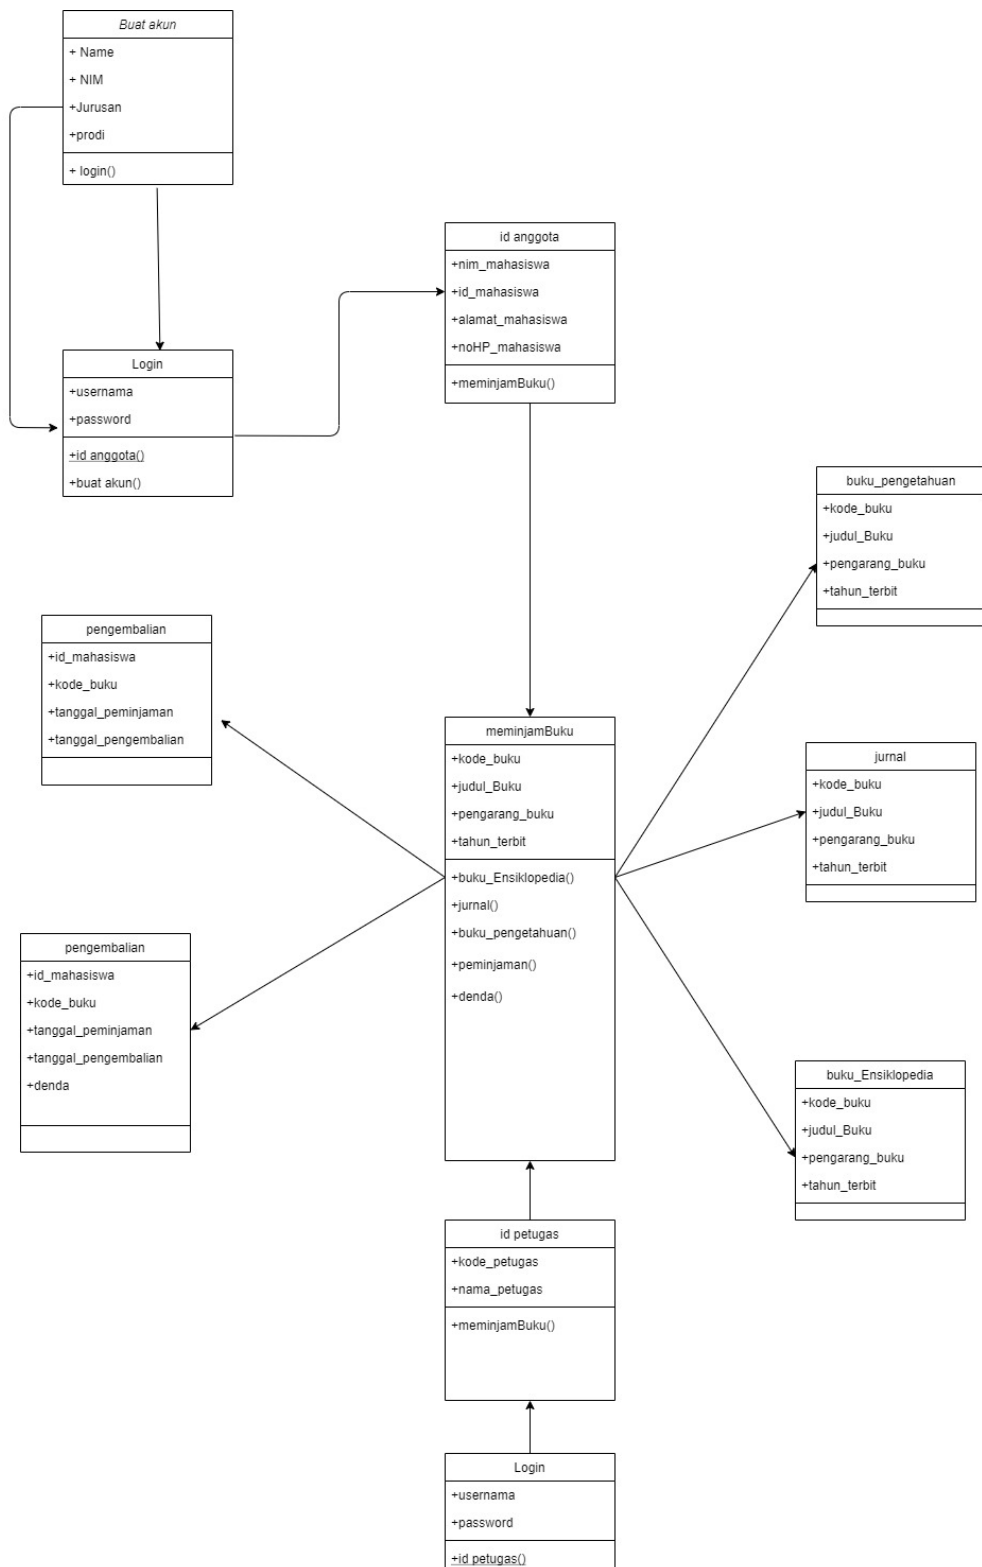 Buat akun
+ Name
+ NIM
+Jurusan
+prodi
+ login()
id anggota
+nim_mahasiswa
+id_mahasiswa
+alamat_mahasiswa
+noHP_mahasiswa
+meminjamBuku()
Login
+usernama
+password
+id anggota()
+buat akun()
buku_pengetahuan
+kode_buku
+judul_Buku
+pengarang_buku
+tahun_terbit
pengembalian
+id_mahasiswa
+kode_buku
+tanggal_peminjaman
+tanggal_pengembalian
meminjamBuku
+kode_buku
+judul_Buku
+pengarang_buku
+tahun_terbit
+buku_Ensiklopedia()
+jurnal()
+buku_pengetahuan()
+peminjaman()
+denda()
jurnal
+kode_buku
+judul_Buku
+pengarang_buku
+tahun_terbit
pengembalian
+id_mahasiswa
+kode_buku
+tanggal_peminjaman
+tanggal_pengembalian
+denda
buku_Ensiklopedia
+kode_buku
+judul_Buku
+pengarang_buku
+tahun_terbit
id petugas
+kode_petugas
+nama_petugas
+meminjamBuku()
Login
+usernama
+password
+id petugas()